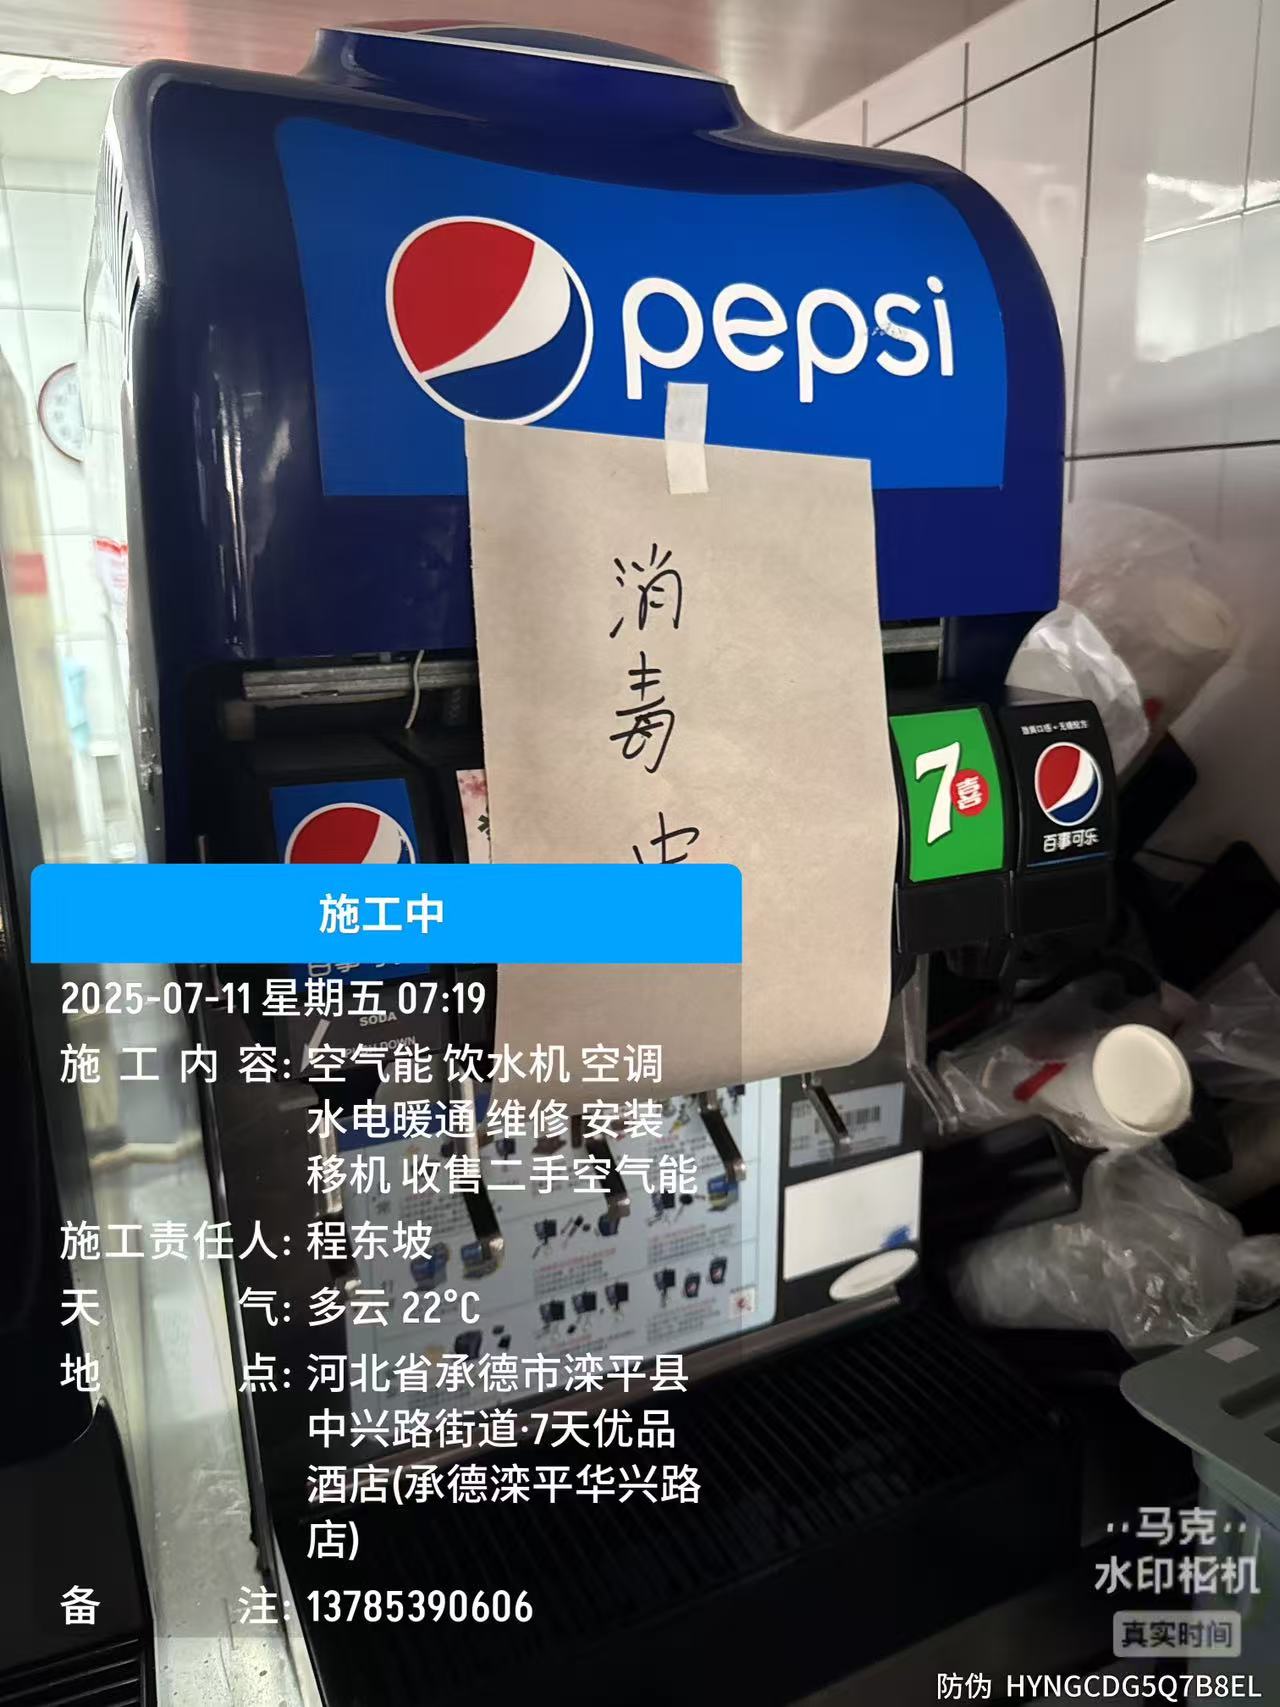 pepsi
消
毒
中
7喜
百事可乐
SODA
PUSH DOWN
施工中
2025-07-11 星期五 07:19
施工内容: 空气能 饮水机 空调
水电暖通 维修 安装
移机 收售二手空气能
施工责任人: 程东坡
天气: 多云 22°C
地点: 河北省承德市滦平县
中兴路街道·7天优品
酒店(承德滦平华兴路
店)
备注: 13785390606
马克
水印相机
真实时间
防伪 HYNGCDG5Q7B8EL